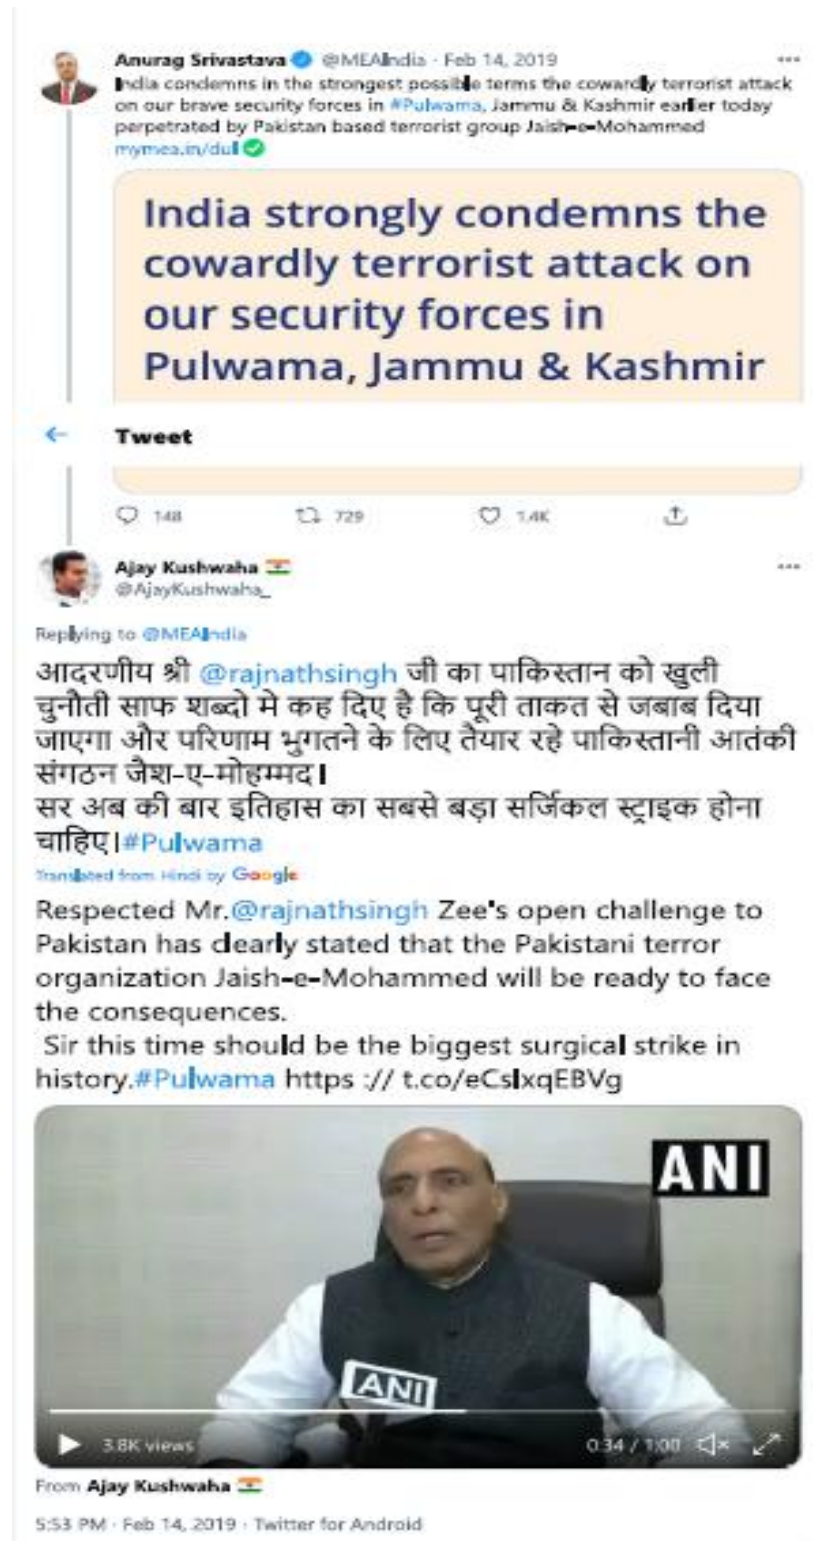 Anurag Srivastava @MEAIndia · Feb 14, 2019
India condemns in the strongest possible terms the cowardly terrorist attack
on our brave security forces in #Pulwama, Jammu & Kashmir earlier today
perpetrated by Pakistan based terrorist group Jaish-e-Mohammed
mymea.in/dul
India strongly condemns the
cowardly terrorist attack on
our security forces in
Pulwama, Jammu & Kashmir
Tweet
148 729 1.4K
Ajay Kushwaha
@AjayKushwaha_
Replying to @MEAIndia
आदरणीय श्री @rajnathsingh जी का पाकिस्तान को खुली
चुनौती साफ शब्दो मे कह दिए है कि पूरी ताकत से जबाब दिया
जाएगा और परिणाम भुगतने के लिए तैयार रहे पाकिस्तानी आतंकी
संगठन जैश-ए-मोहम्मद।
सर अब की बार इतिहास का सबसे बड़ा सर्जिकल स्ट्राइक होना
चाहिए।#Pulwama
Translated from Hindi by Google
Respected Mr.@rajnathsingh Zee's open challenge to
Pakistan has clearly stated that the Pakistani terror
organization Jaish-e-Mohammed will be ready to face
the consequences.
Sir this time should be the biggest surgical strike in
history.#Pulwama https :// t.co/eCslxqEBVg
ANI
ANI
3.8K views 0:34 / 1:00
From Ajay Kushwaha
5:53 PM · Feb 14, 2019 · Twitter for Android